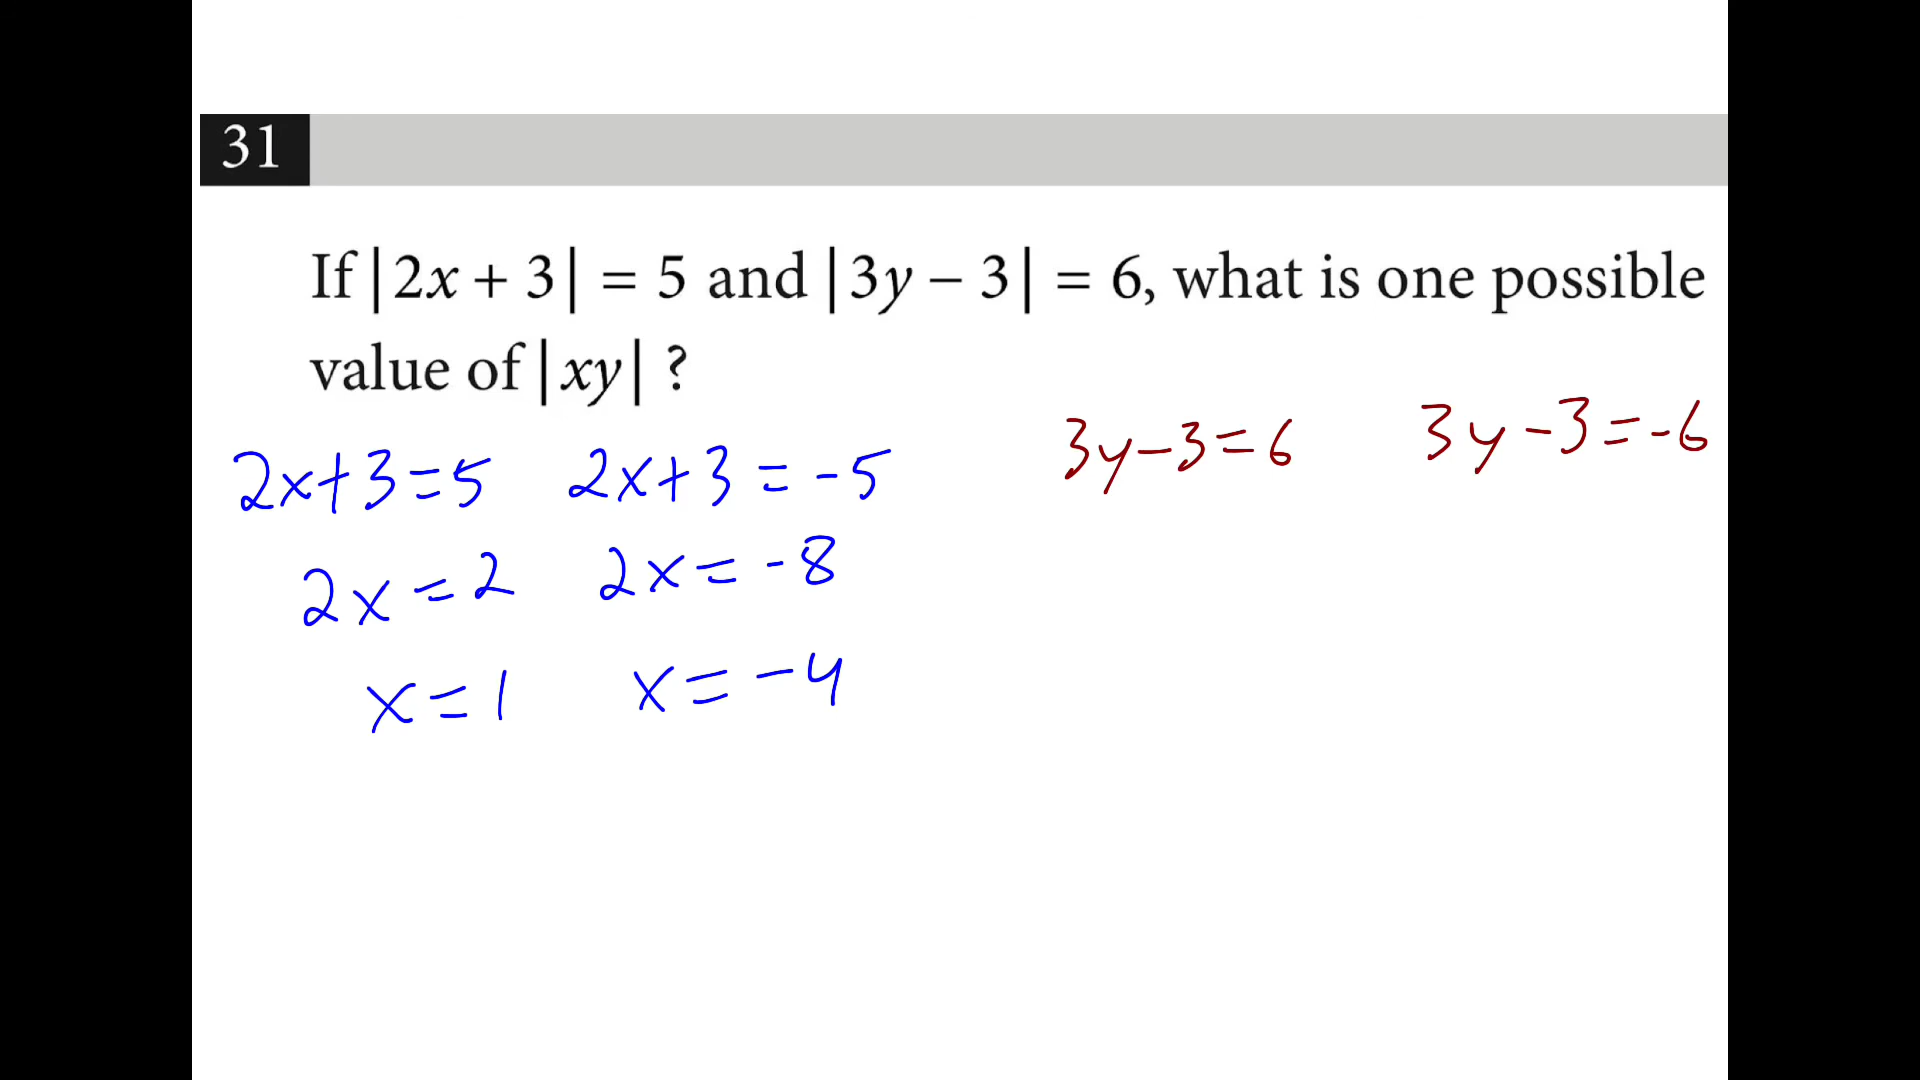 31
If |2x + 3| = 5 and |3y − 3| = 6, what is one possible
value of |xy| ?
2x+3=5
2x=2
x=1
2x+3=-5
2x=-8
x=-4
3y-3=6
3y-3=-6